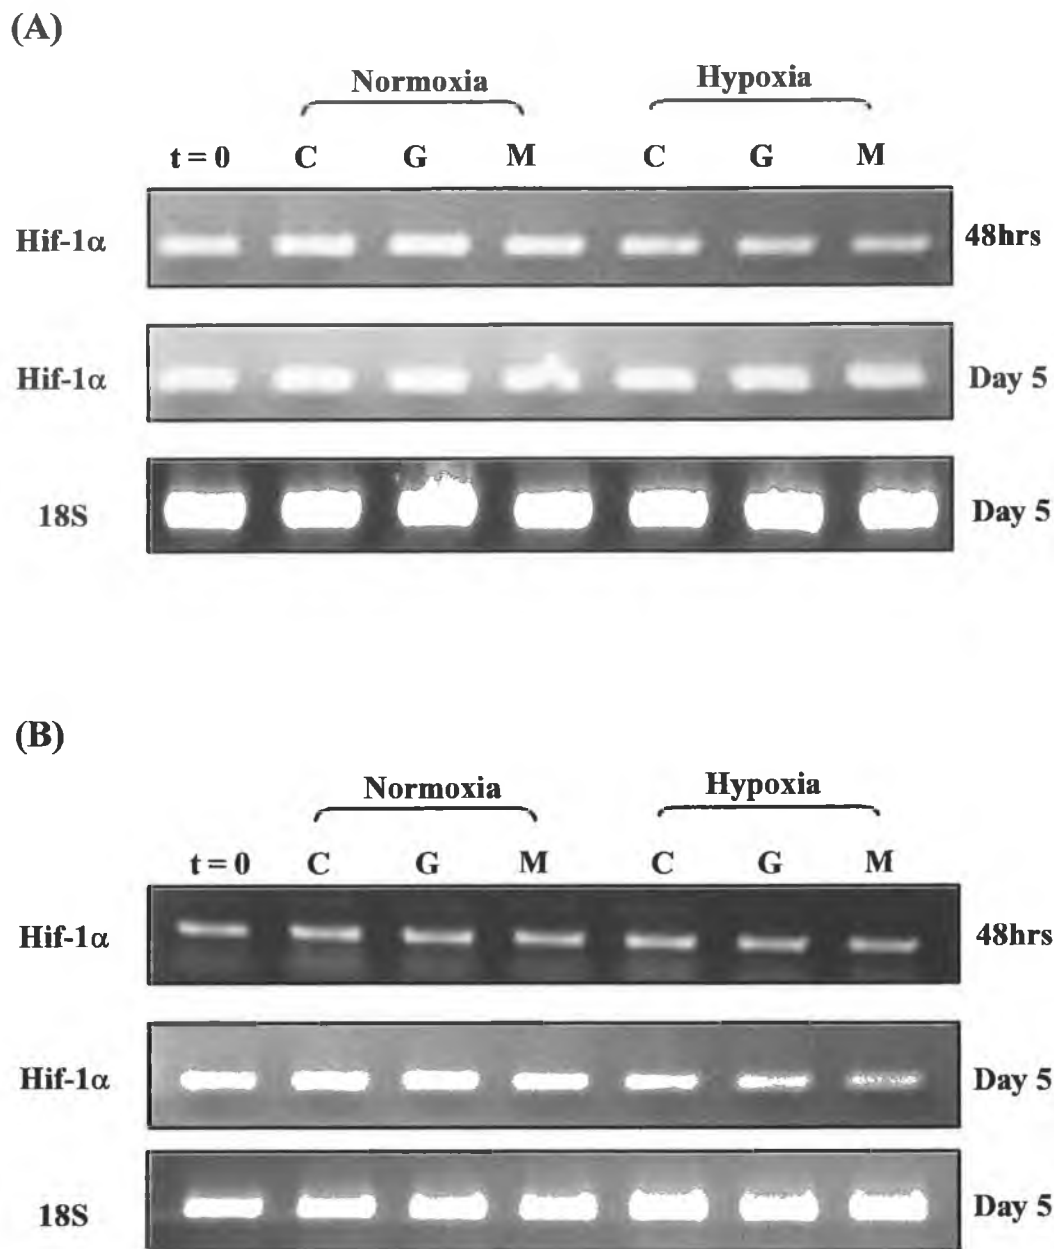 (A)
Normoxia Hypoxia
t = 0 C G M C G M
Hif-1α 48hrs
Hif-1α Day 5
18S Day 5
(B)
Normoxia Hypoxia
t = 0 C G M C G M
Hif-1α 48hrs
Hif-1α Day 5
18S Day 5